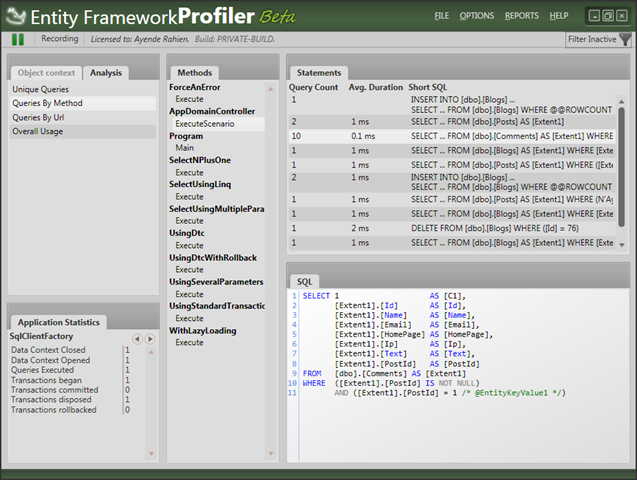 Entity FrameworkProfiler Beta
FILE OPTIONS REPORTS HELP
Recording Licensed to: Ayende Rahien. Build: PRIVATE-BUILD.
Filter Inactive
Object context Analysis
Unique Queries
Queries By Method
Queries By Url
Overall Usage
Methods
ForceAnError
Execute
AppDomainController
ExecuteScenario
Program
Main
SelectNPlusOne
Execute
SelectUsingLinq
Execute
SelectUsingMultiplePara
Execute
UsingDtc
Execute
UsingDtcWithRollback
Execute
UsingSeveralParameters
Execute
UsingStandardTransactio
Execute
WithLazyLoading
Execute
Statements
Query Count Avg. Duration Short SQL
1 INSERT INTO [dbo].[Blogs] ...
SELECT ... FROM [dbo].[Blogs] WHERE @@ROWCOUNT
2 1 ms SELECT ... FROM [dbo].[Posts] AS [Extent1]
10 0.1 ms SELECT ... FROM [dbo].[Comments] AS [Extent1] WHERE
1 1 ms SELECT ... FROM [dbo].[Blogs] AS [Extent1] WHERE [Exte
1 1 ms SELECT ... FROM [dbo].[Posts] AS [Extent1] WHERE ([Ext
2 1 ms INSERT INTO [dbo].[Blogs] ...
SELECT ... FROM [dbo].[Blogs] WHERE @@ROWCOUNT
1 1 ms SELECT ... FROM [dbo].[Posts] AS [Extent1] WHERE (N'Ay
1 1 ms SELECT ... FROM [dbo].[Blogs] AS [Extent1] WHERE [Exte
1 2 ms DELETE FROM [dbo].[Blogs] WHERE ([Id] = 76)
1 1 ms SELECT ... FROM [dbo].[Blogs] AS [Extent1] WHERE [Exte
Application Statistics
SqlClientFactory
Data Context Closed 1
Data Context Opened 1
Queries Executed 1
Transactions began 1
Transactions committed 0
Transactions disposed 1
Transactions rollbacked 0
SQL
1 SELECT 1 AS [C1],
2 [Extent1].[Id] AS [Id],
3 [Extent1].[Name] AS [Name],
4 [Extent1].[Email] AS [Email],
5 [Extent1].[HomePage] AS [HomePage],
6 [Extent1].[Ip] AS [Ip],
7 [Extent1].[Text] AS [Text],
8 [Extent1].[PostId] AS [PostId]
9 FROM [dbo].[Comments] AS [Extent1]
10 WHERE ([Extent1].[PostId] IS NOT NULL)
11 AND ([Extent1].[PostId] = 1 /* @EntityKeyValue1 */)